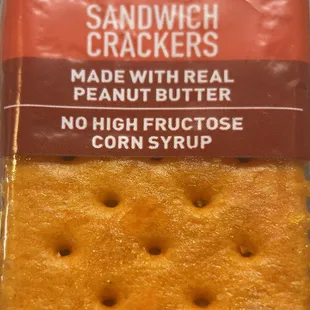 SANDWICH
CRACKERS
MADE WITH REAL
PEANUT BUTTER
NO HIGH FRUCTOSE
CORN SYRUP